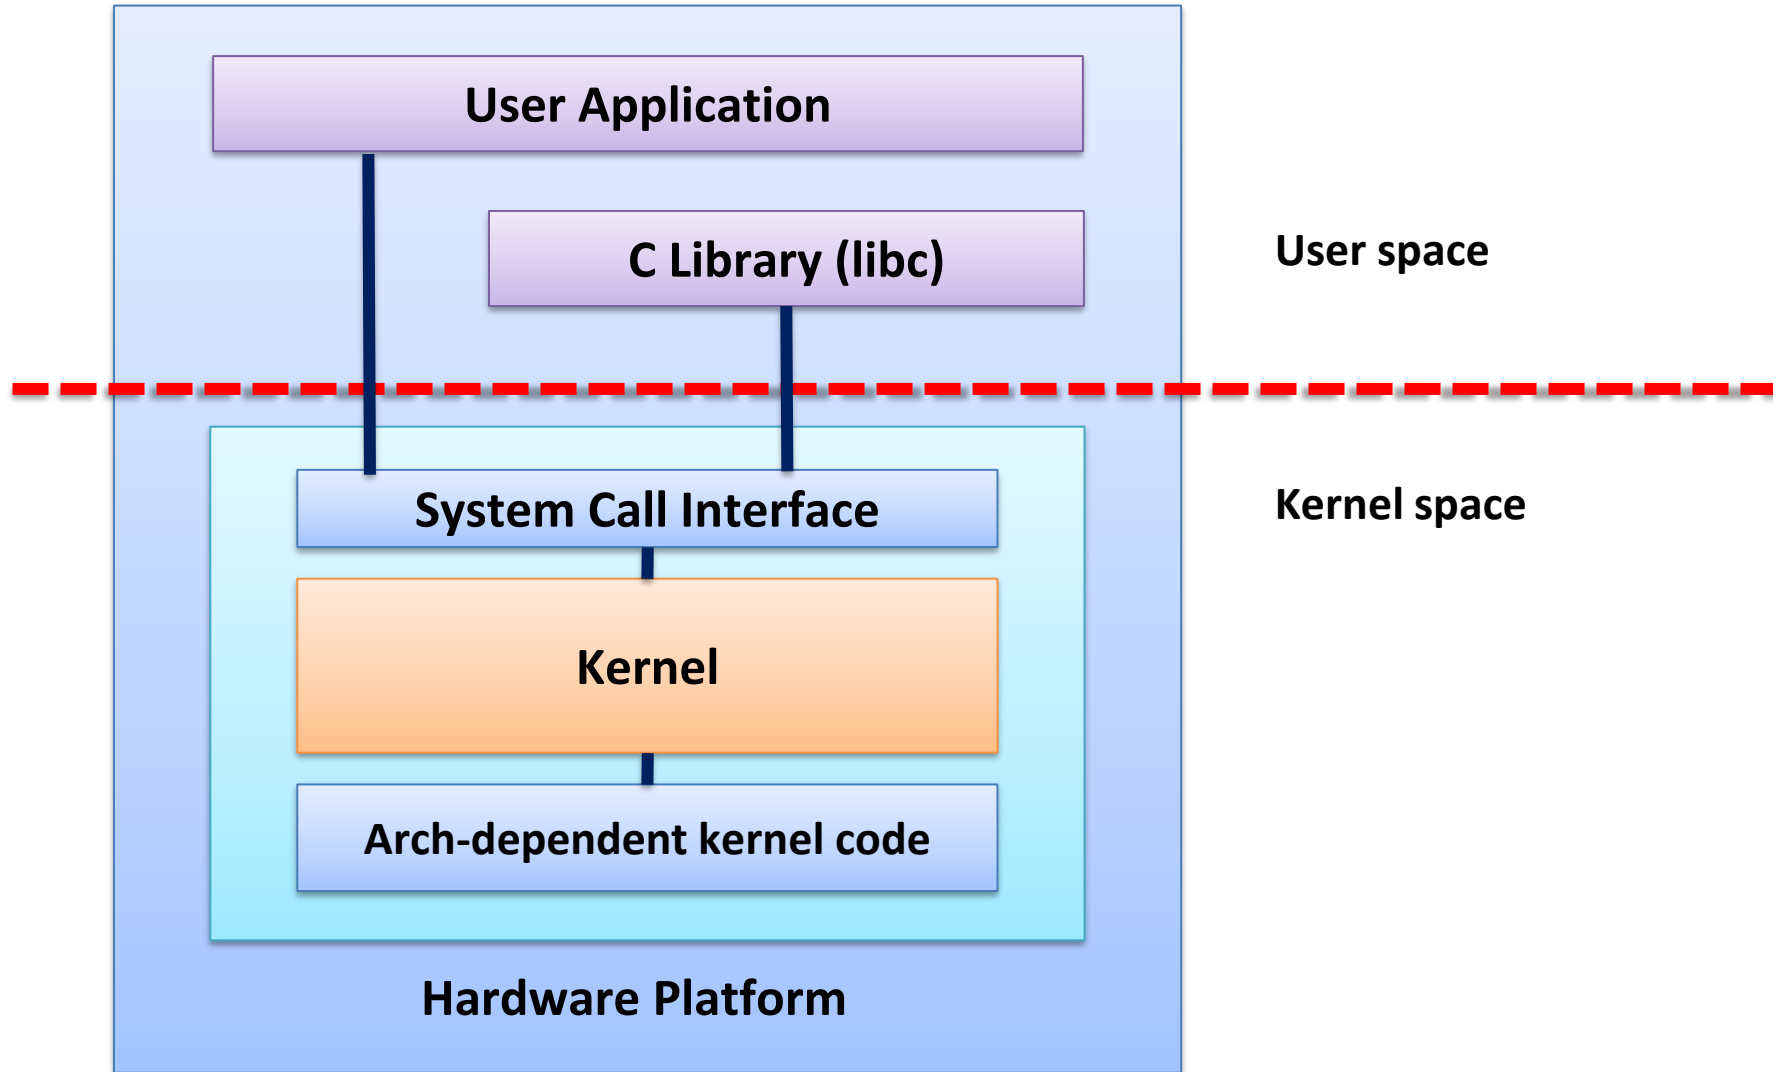 User Application
C Library (libc)
User space
System Call Interface
Kernel space
Kernel
Arch-dependent kernel code
Hardware Platform